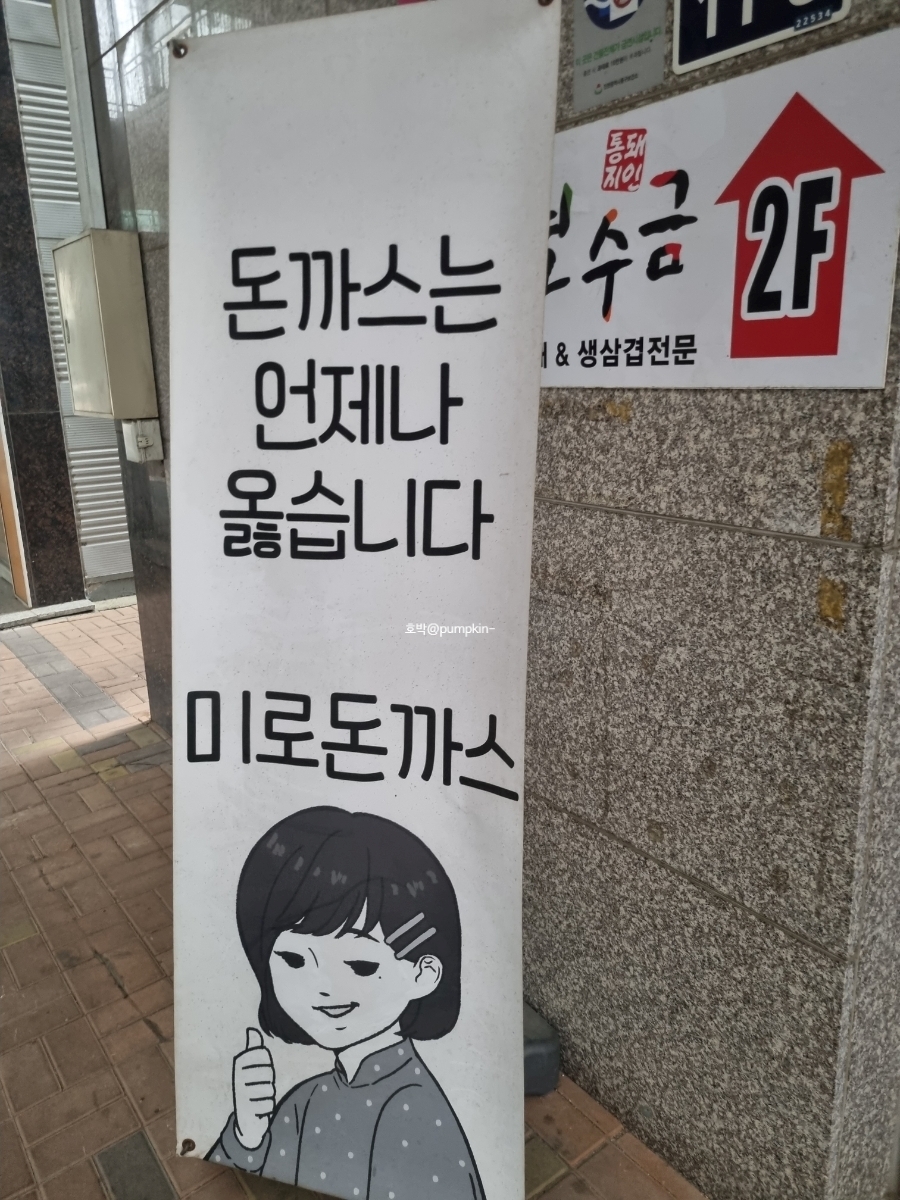 돈까스는
언제나
옳습니다
호박@pumpkin~
미로돈까스
22534
통돼
지인
수금
2F
& 생삼겹전문